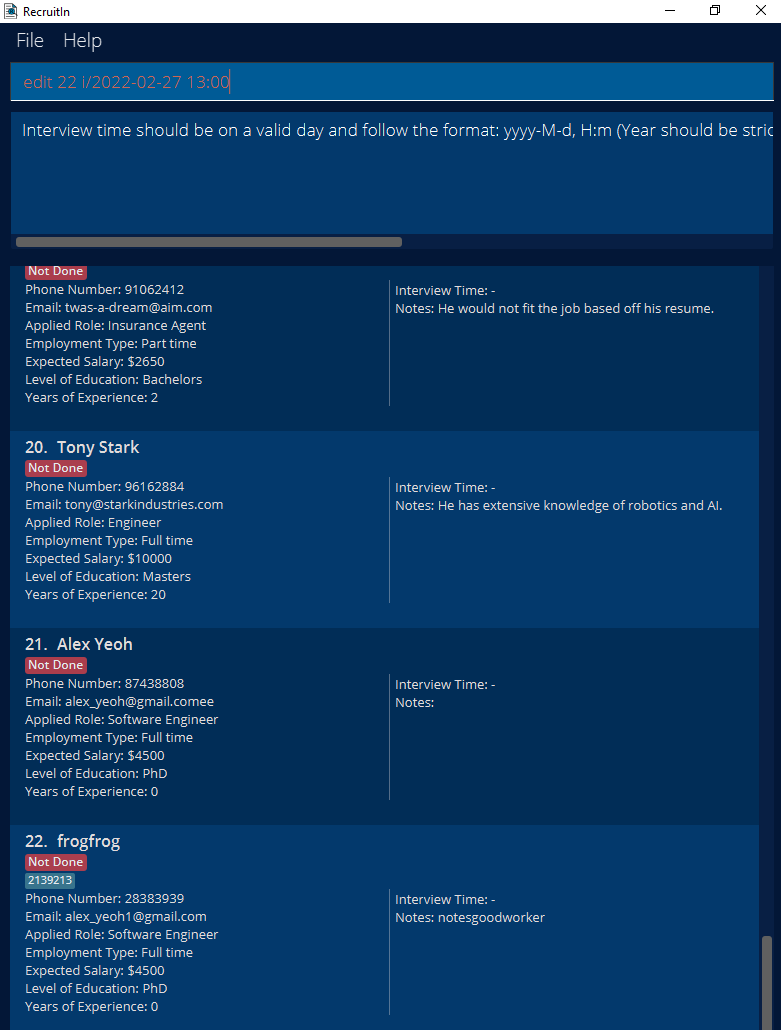 RecruitIn
File Help
edit 22 i/2022-02-27 13:00
Interview time should be on a valid day and follow the format: yyyy-M-d, H:m (Year should be stric
Not Done
Phone Number: 91062412
Email: twas-a-dream@aim.com
Applied Role: Insurance Agent
Employment Type: Part time
Expected Salary: $2650
Level of Education: Bachelors
Years of Experience: 2
Interview Time: -
Notes: He would not fit the job based off his resume.
20. Tony Stark
Not Done
Phone Number: 96162884
Email: tony@starkindustries.com
Applied Role: Engineer
Employment Type: Full time
Expected Salary: $10000
Level of Education: Masters
Years of Experience: 20
Interview Time: -
Notes: He has extensive knowledge of robotics and AI.
21. Alex Yeoh
Not Done
Phone Number: 87438808
Email: alex_yeoh@gmail.comee
Applied Role: Software Engineer
Employment Type: Full time
Expected Salary: $4500
Level of Education: PhD
Years of Experience: 0
Interview Time: -
Notes:
22. frogfrog
Not Done
2139213
Phone Number: 28383939
Email: alex_yeoh1@gmail.com
Applied Role: Software Engineer
Employment Type: Full time
Expected Salary: $4500
Level of Education: PhD
Years of Experience: 0
Interview Time: -
Notes: notesgoodworker